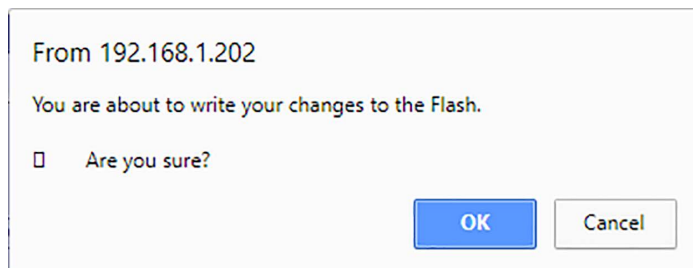 From 192.168.1.202
You are about to write your changes to the Flash.
▯ Are you sure?
OK
Cancel